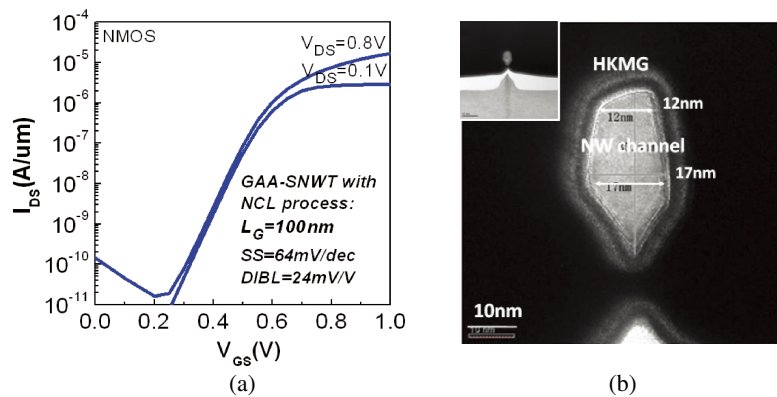 NMOS
V_DS=0.8V
V_DS=0.1V
10^-4
10^-5
10^-6
10^-7
10^-8
10^-9
10^-10
10^-11
I_DS(A/um)
GAA-SNWT with
NCL process:
L_G=100nm
SS=64mV/dec
DIBL=24mV/V
0.0 0.2 0.4 0.6 0.8 1.0
V_GS(V)
(a)
HKMG
12nm
12nm
NW channel
17nm
17nm
10nm
10 nm
(b)